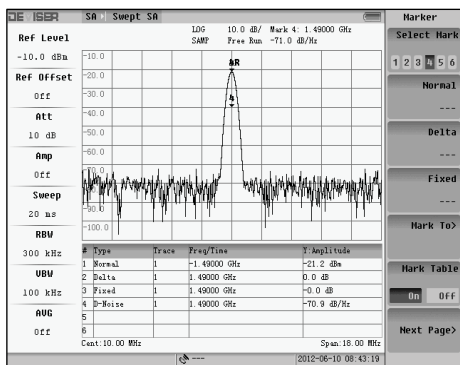 DEVISER SA Swept SA Marker
LOG 10.0 dB/ Mark 4: 1.49000 GHz
SAMP Free Run -71.0 dB/Hz
Ref Level
-10.0 dBm
Ref Offset
Off
Att
10 dB
Amp
Off
Sweep
20 ms
RBW
300 kHz
VBW
100 kHz
AVG
Off
-10.0
-20.0
-30.0
-40.0
-50.0
-60.0
-70.0
-80.0
-90.0
-100.0
4
# Type Trace Freq/Time Y:Amplitude
1 Normal 1 -1.49000 GHz -21.2 dBm
2 Delta 1 1.49000 GHz 0.0 dB
3 Fixed 1 1.49000 GHz -0.0 dB
4 D-Noise 1 1.49000 GHz -70.9 dB/Hz
5
6
Cent:10.00 MHz Span:18.00 MHz
--- 2012-06-10 08:43:19
Select Mark
1 2 3 4 5 6
Normal
---
Delta
---
Fixed
---
Mark To>
Mark Table
On Off
Next Page>